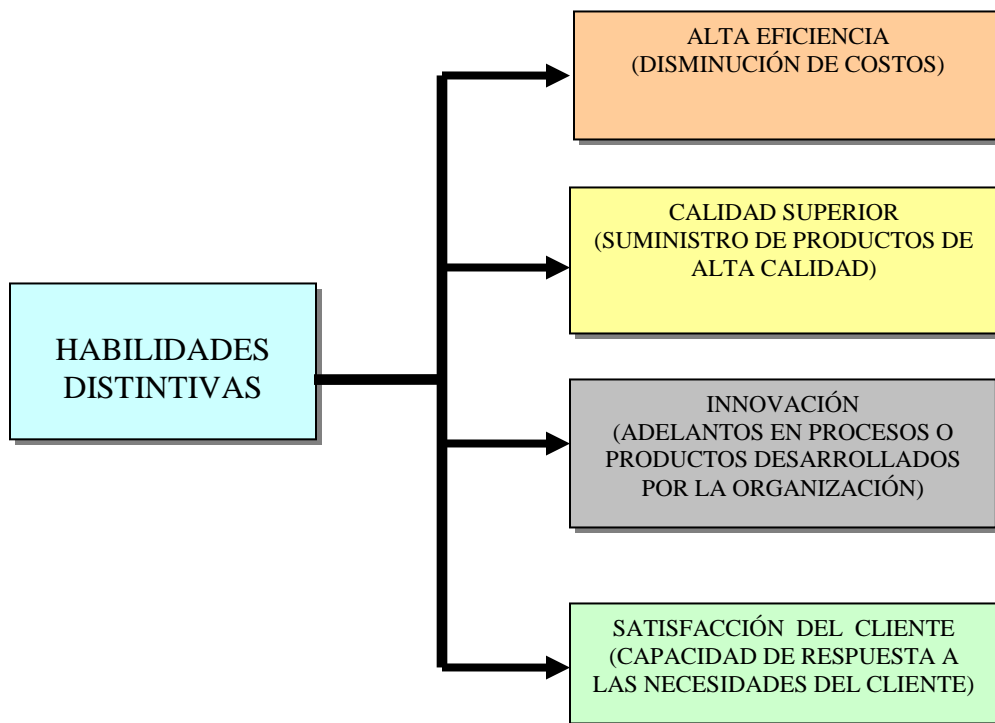 HABILIDADES
DISTINTIVAS
ALTA EFICIENCIA
(DISMINUCIÓN DE COSTOS)
CALIDAD SUPERIOR
(SUMINISTRO DE PRODUCTOS DE
ALTA CALIDAD)
INNOVACIÓN
(ADELANTOS EN PROCESOS O
PRODUCTOS DESARROLLADOS
POR LA ORGANIZACIÓN)
SATISFACCIÓN DEL CLIENTE
(CAPACIDAD DE RESPUESTA A
LAS NECESIDADES DEL CLIENTE)